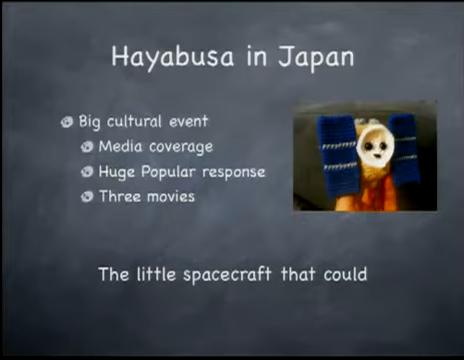 Hayabusa in Japan
Big cultural event
Media coverage
Huge Popular response
Three movies
The little spacecraft that could